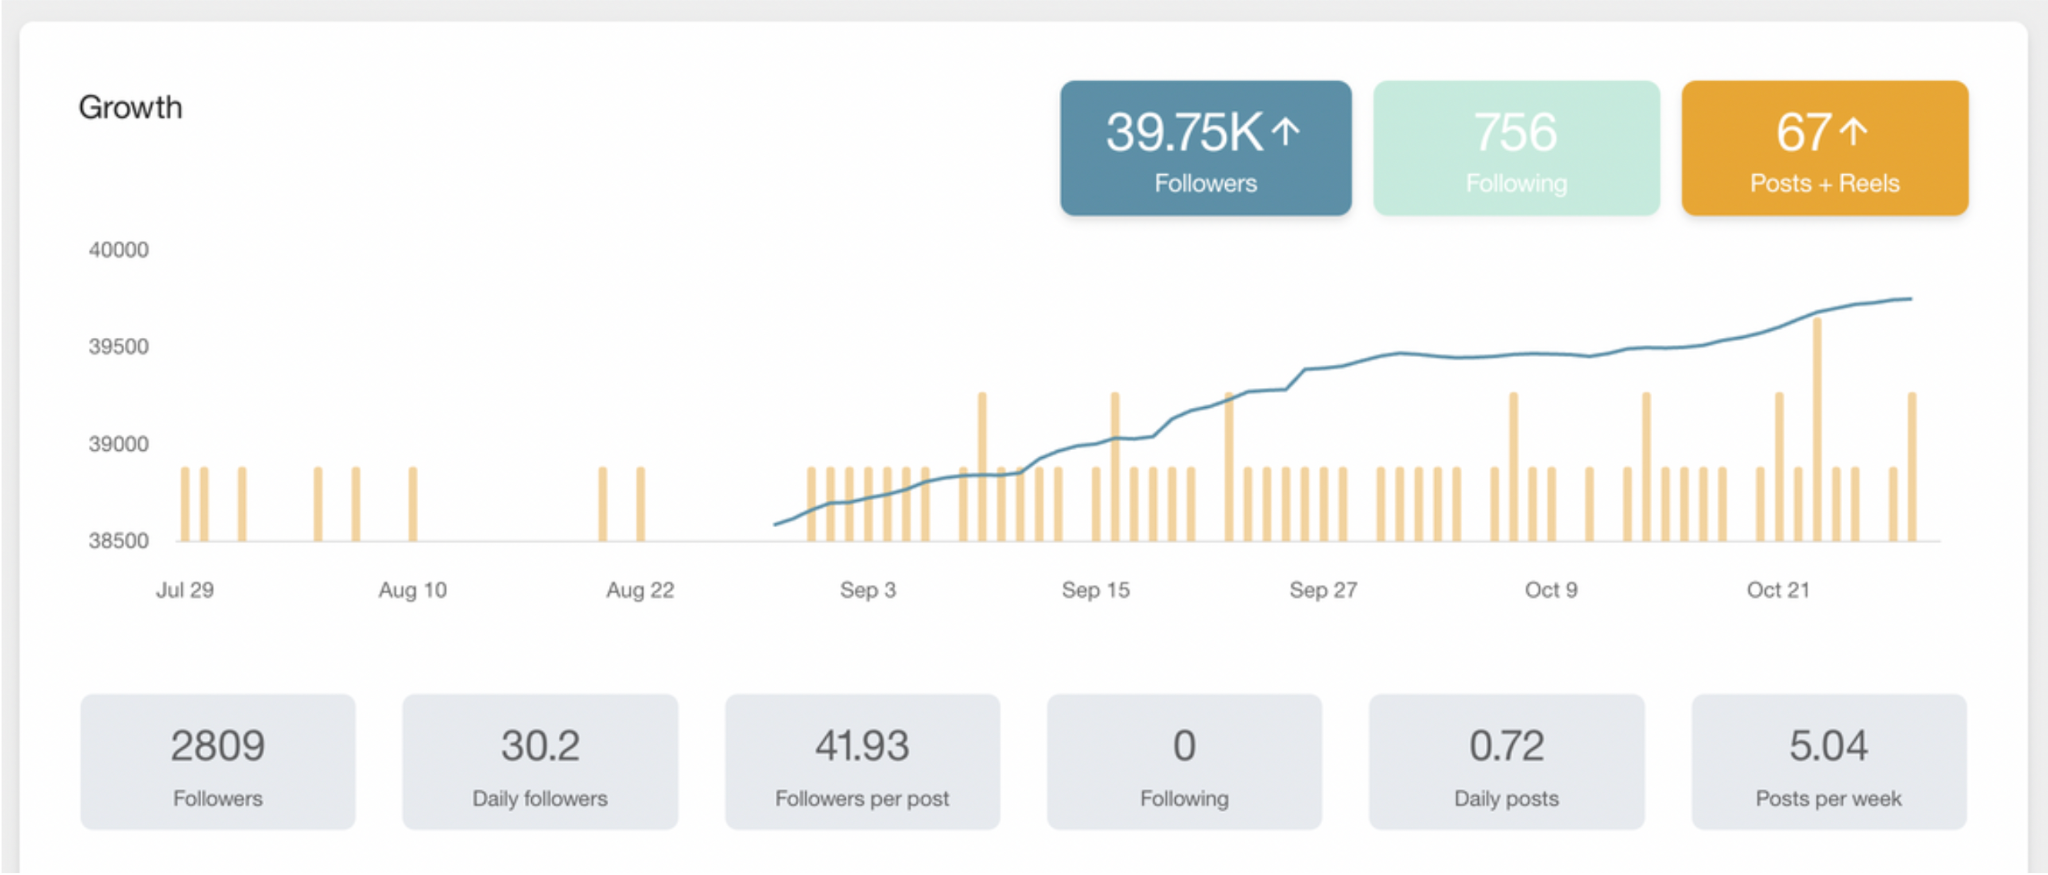 Growth
39.75K↑
Followers
756
Following
67↑
Posts + Reels
40000
39500
39000
38500
Jul 29
Aug 10
Aug 22
Sep 3
Sep 15
Sep 27
Oct 9
Oct 21
2809
Followers
30.2
Daily followers
41.93
Followers per post
0
Following
0.72
Daily posts
5.04
Posts per week